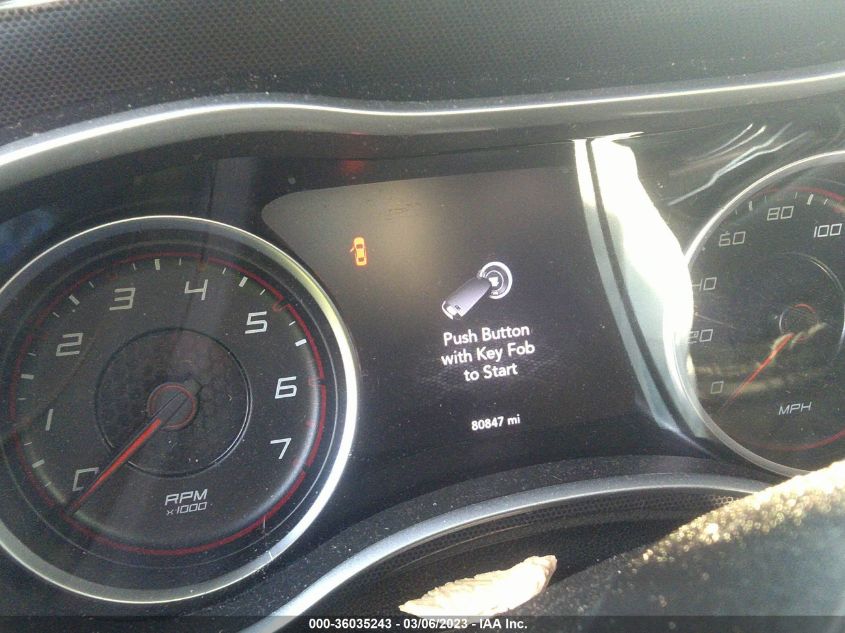 0
1
2
3
4
5
6
7
RPM
x1000
Push Button
with Key Fob
to Start
80847 mi
0
20
40
60
80
100
MPH
000-36035243 - 03/06/2023 - IAA Inc.